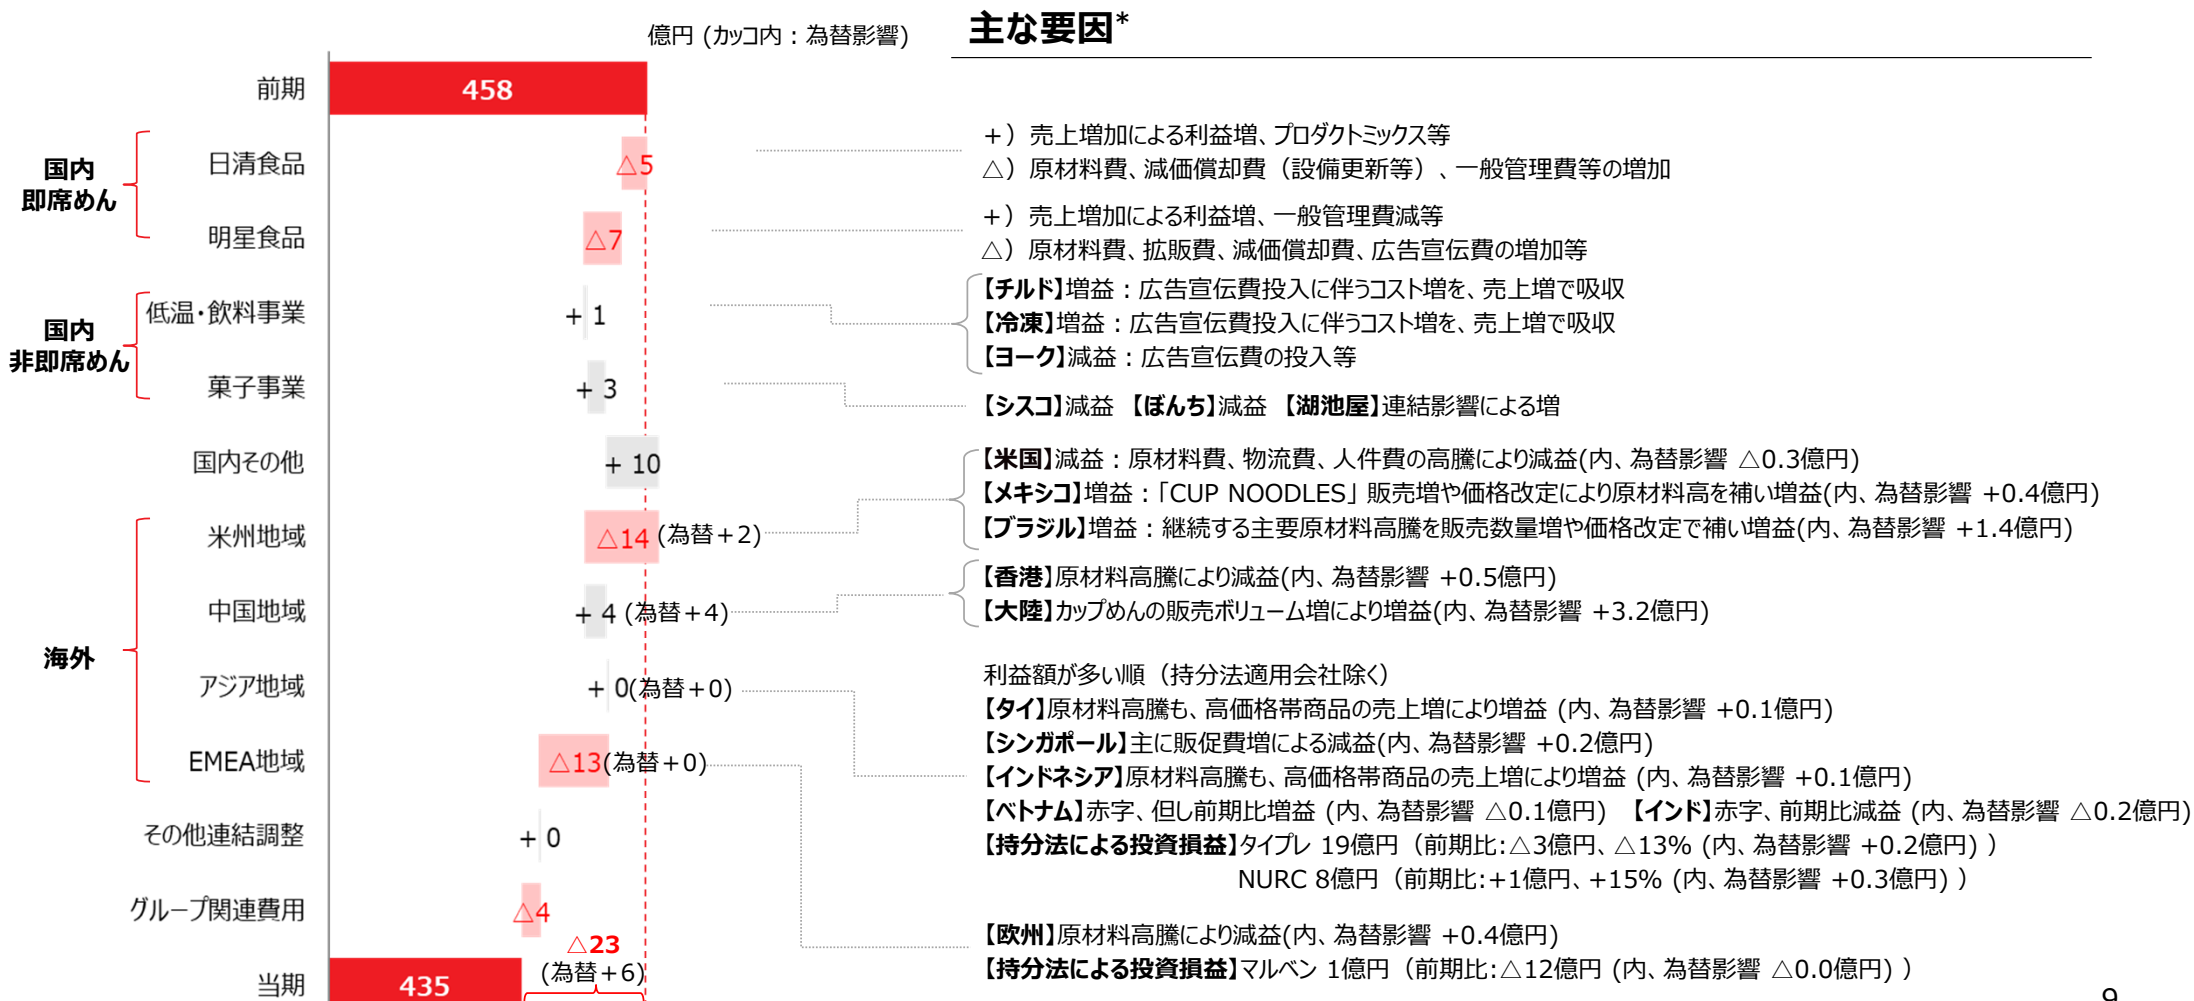 億円 (カッコ内：為替影響)
主な要因*
前期
458
国内
即席めん
日清食品
△5
＋）売上増加による利益増、プロダクトミックス等
△）原材料費、減価償却費（設備更新等）、一般管理費等の増加
明星食品
△7
＋）売上増加による利益増、一般管理費減等
△）原材料費、拡販費、減価償却費、広告宣伝費の増加等
国内
非即席めん
低温・飲料事業
+ 1
【チルド】増益：広告宣伝費投入に伴うコスト増を、売上増で吸収
【冷凍】増益：広告宣伝費投入に伴うコスト増を、売上増で吸収
【ヨーク】減益：広告宣伝費の投入等
菓子事業
+ 3
【シスコ】減益 【ぼんち】減益 【湖池屋】連結影響による増
国内その他
+ 10
海外
米州地域
△14 (為替＋2)
【米国】減益：原材料費、物流費、人件費の高騰により減益(内、為替影響 △0.3億円)
【メキシコ】増益：「CUP NOODLES」販売増や価格改定により原材料高を補い増益(内、為替影響 +0.4億円)
【ブラジル】増益：継続する主要原材料高騰を販売数量増や価格改定で補い増益(内、為替影響 +1.4億円)
中国地域
+ 4 (為替＋4)
【香港】原材料高騰により減益(内、為替影響 +0.5億円)
【大陸】カップめんの販売ボリューム増により増益(内、為替影響 +3.2億円)
アジア地域
+ 0(為替＋0)
利益額が多い順（持分法適用会社除く）
【タイ】原材料高騰も、高価格帯商品の売上増により増益 (内、為替影響 +0.1億円)
【シンガポール】主に販促費増による減益(内、為替影響 +0.2億円)
【インドネシア】原材料高騰も、高価格帯商品の売上増により増益 (内、為替影響 +0.1億円)
【ベトナム】赤字、但し前期比増益 (内、為替影響 △0.1億円) 【インド】赤字、前期比減益 (内、為替影響 △0.2億円)
【持分法による投資損益】タイプレ 19億円（前期比:△3億円、△13% (内、為替影響 +0.2億円) ）
NURC 8億円（前期比:+1億円、+15% (内、為替影響 +0.3億円) ）
EMEA地域
△13(為替＋0)
【欧州】原材料高騰により減益(内、為替影響 +0.4億円)
【持分法による投資損益】マルベン 1億円（前期比:△12億円 (内、為替影響 △0.0億円) ）
その他連結調整
+ 0
グループ関連費用
△4
△23
(為替＋6)
当期
435
9